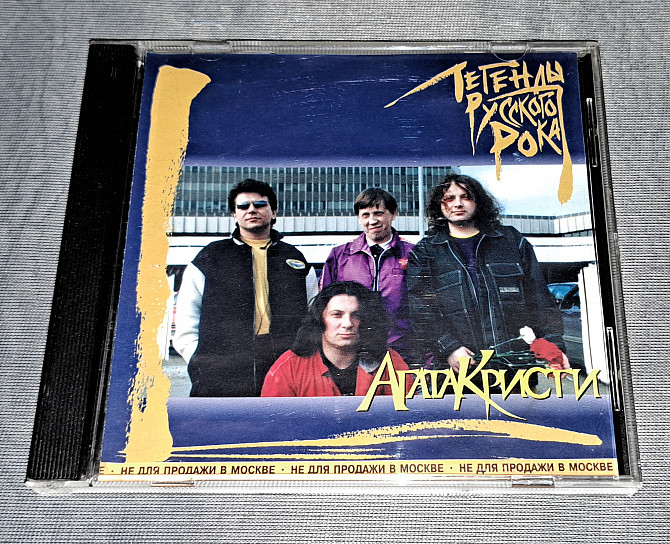 ЛЕГЕНДЫ
РУССКОГО
РОКА
АГАТА КРИСТИ
Е · НЕ ДЛЯ ПРОДАЖИ В МОСКВЕ · НЕ ДЛЯ ПРОДАЖИ В МОСКВЕ · НЕ ДЛЯ ПРОДАЖИ В МОСКВЕ